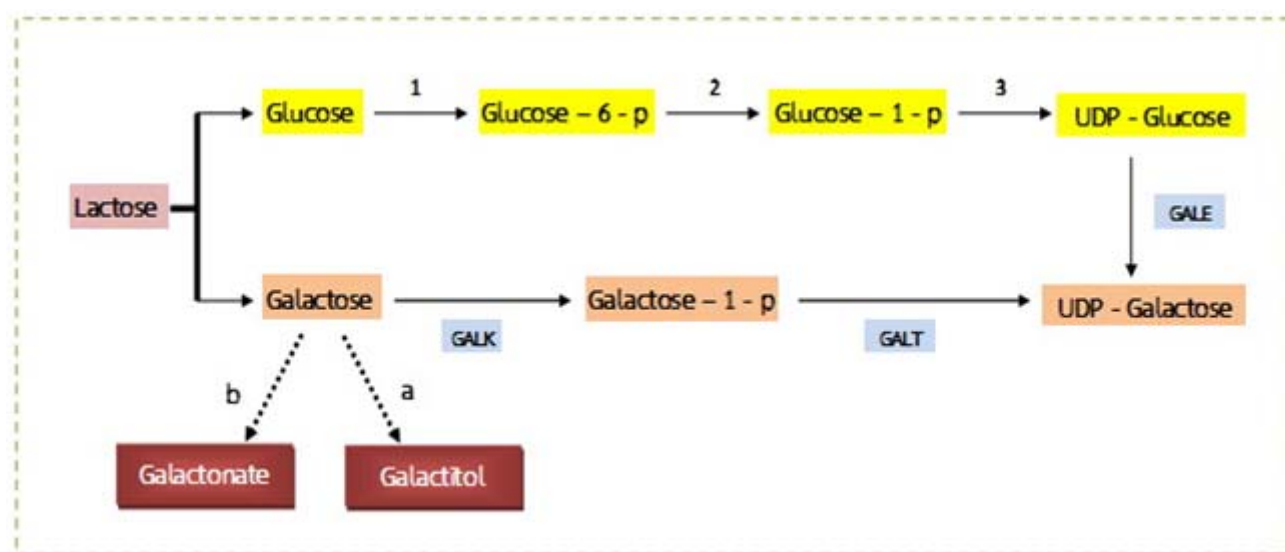 1
2
3
Glucose
Glucose – 6 - p
Glucose – 1 - p
UDP - Glucose
Lactose
GALE
Galactose
Galactose – 1 - p
UDP - Galactose
GALK
GALT
b
a
Galactonate
Galactitol